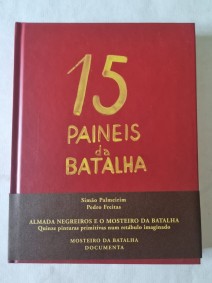 15
PAINEIS
da
BATALHA
Simão Palmeirim
Pedro Freitas
ALMADA NEGREIROS E O MOSTEIRO DA BATALHA
Quinze pinturas primitivas num retábulo imaginado
MOSTEIRO DA BATALHA
DOCUMENTA